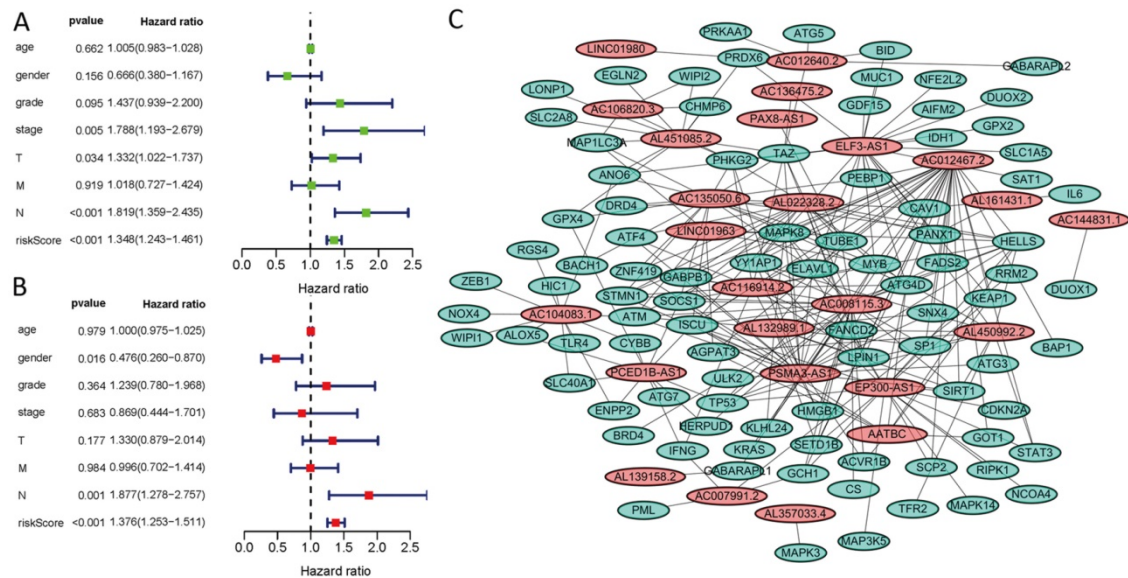 A
pvalue Hazard ratio
age 0.662 1.005(0.983−1.028)
gender 0.156 0.666(0.380−1.167)
grade 0.095 1.437(0.939−2.200)
stage 0.005 1.788(1.193−2.679)
T 0.034 1.332(1.022−1.737)
M 0.919 1.018(0.727−1.424)
N <0.001 1.819(1.359−2.435)
riskScore <0.001 1.348(1.243−1.461)
0.0 0.5 1.0 1.5 2.0 2.5
Hazard ratio
B
pvalue Hazard ratio
age 0.979 1.000(0.975−1.025)
gender 0.016 0.476(0.260−0.870)
grade 0.364 1.239(0.780−1.968)
stage 0.683 0.869(0.444−1.701)
T 0.177 1.330(0.879−2.014)
M 0.984 0.996(0.702−1.414)
N 0.001 1.877(1.278−2.757)
riskScore <0.001 1.376(1.253−1.511)
0.0 0.5 1.0 1.5 2.0 2.5
Hazard ratio
C
PRKAA1
ATG5
LINC01980
PRDX6
AC012640.2
BID
GABARAPL2
EGLN2
WIPI2
AC136475.2
MUC1
NFE2L2
LONP1
AC106820.3
CHMP6
GDF15
AIFM2
DUOX2
SLC2A8
PAX8-AS1
IDH1
GPX2
MAP1LC3A
AL451085.2
ELF3-AS1
TAZ
AC012467.2
SLC1A5
PHKG2
PEBP1
SAT1
ANO6
AC135050.6
AL022328.2
AL161431.1
IL6
GPX4
DRD4
CAV1
AC144831.1
LINC01963
MAPK8
TUBE1
PANX1
HELLS
RGS4
ATF4
BACH1
ZNF419
GABPB1
YY1AP1
ELAVL1
MYB
FADS2
RRM2
ZEB1
HIC1
STMN1
AC116914.2
ATG4D
KEAP1
DUOX1
NOX4
AC104083.1
SOCS1
AC008115.3
SNX4
WIPI1
ALOX5
ATM
ISCU
AL132989.1
FANCD2
AL450992.2
TLR4
CYBB
SP1
BAP1
AGPAT3
LPIN1
ATG3
SLC40A1
PCED1B-AS1
ULK2
PSMA3-AS1
EP300-AS1
SIRT1
ENPP2
ATG7
TP53
HMGB1
CDKN2A
BRD4
HERPUD1
KLHL24
AATBC
GOT1
IFNG
KRAS
SETD1B
STAT3
AL139158.2
GABARAPL1
GCH1
ACVR1B
SCP2
RIPK1
PML
AC007991.2
CS
NCOA4
AL357033.4
TFR2
MAPK14
MAPK3
MAP3K5